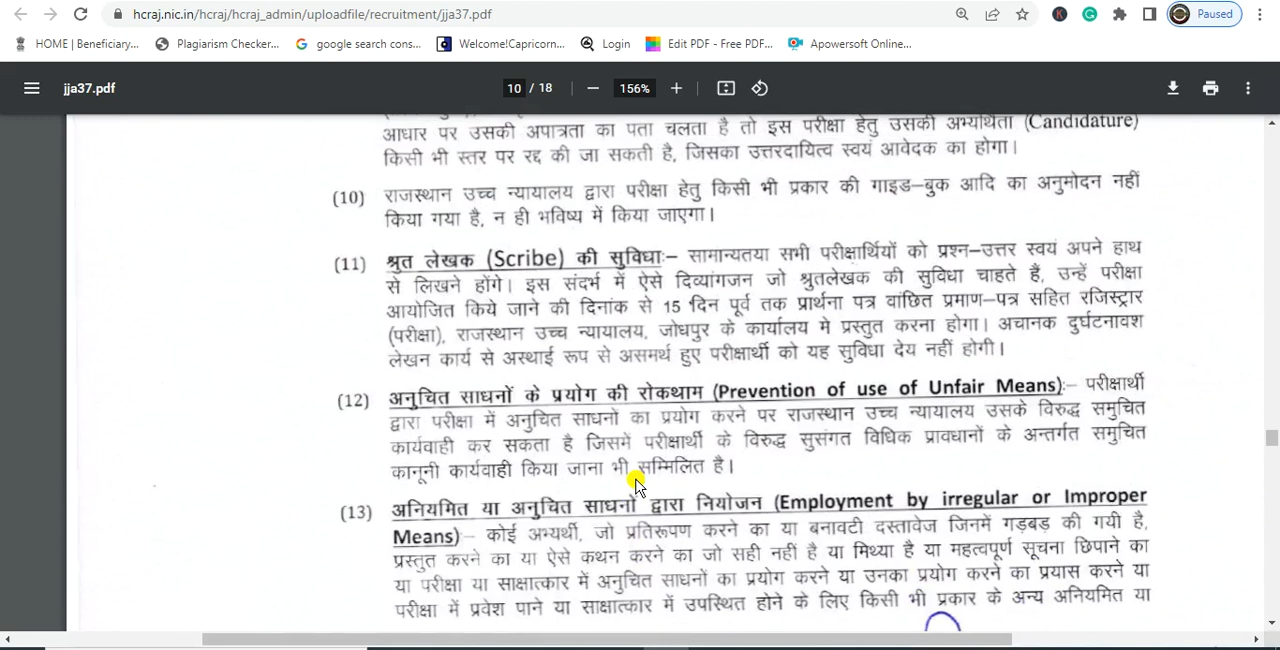 hcraj.nic.in/hcraj/hcraj_admin/uploadfile/recruitment/jja37.pdf
Paused
HOME | Beteficiary... Plagiarism Checker... google search cons... Welcome!Capricorn... Login Edit PDF - Free PDF... Apowersoft Online...
jja37.pdf 10 / 18 156%
आधार पर उसकी अपात्रता का पता चलता है तो इस परीक्षा हेतु उसकी अभ्यर्थिता (Candidature)
किसी भी स्तर पर रद्द की जा सकती है, जिसका उत्तरदायित्व स्वयं आवेदक का होगा।
(10) राजस्थान उच्च न्यायालय द्वारा परीक्षा हेतु किसी भी प्रकार की गाइड-बुक आदि का अनुमोदन नहीं
किया गया है, न ही भविष्य में किया जाएगा।
(11) श्रुत लेखक (Scribe) की सुविधाः- सामान्यतया सभी परीक्षार्थियों को प्रश्न-उत्तर स्वयं अपने हाथ
से लिखने होंगे। इस संदर्भ में ऐसे दिव्यांगजन जो श्रुतलेखक की सुविधा चाहते हैं, उन्हें परीक्षा
आयोजित किये जाने की दिनांक से 15 दिन पूर्व तक प्रार्थना पत्र वांछित प्रमाण-पत्र सहित रजिस्ट्रार
(परीक्षा), राजस्थान उच्च न्यायालय, जोधपुर के कार्यालय मे प्रस्तुत करना होगा। अचानक दुर्घटनावश
लेखन कार्य से अस्थाई रूप से असमर्थ हुए परीक्षार्थी को यह सुविधा देय नहीं होगी।
(12) अनुचित साधनों के प्रयोग की रोकथाम (Prevention of use of Unfair Means):- परीक्षार्थी
द्वारा परीक्षा में अनुचित साधनों का प्रयोग करने पर राजस्थान उच्च न्यायालय उसके विरुद्ध समुचित
कार्यवाही कर सकता है जिसमें परीक्षार्थी के विरुद्ध सुसंगत विधिक प्रावधानों के अन्तर्गत समुचित
कानूनी कार्यवाही किया जाना भी सम्मिलित है।
(13) अनियमित या अनुचित साधनों द्वारा नियोजन (Employment by irregular or Improper
Means):- कोई अभ्यर्थी, जो प्रतिरूपण करने का या बनावटी दस्तावेज जिनमें गड़बड़ की गयी है,
प्रस्तुत करने का या ऐसे कथन करने का जो सही नहीं है या मिथ्या है या महत्वपूर्ण सूचना छिपाने का
या परीक्षा या साक्षात्कार में अनुचित साधनों का प्रयोग करने या उनका प्रयोग करने का प्रयास करने या
परीक्षा में प्रवेश पाने या साक्षात्कार में उपस्थित होने के लिए किसी भी प्रकार के अन्य अनियमित या